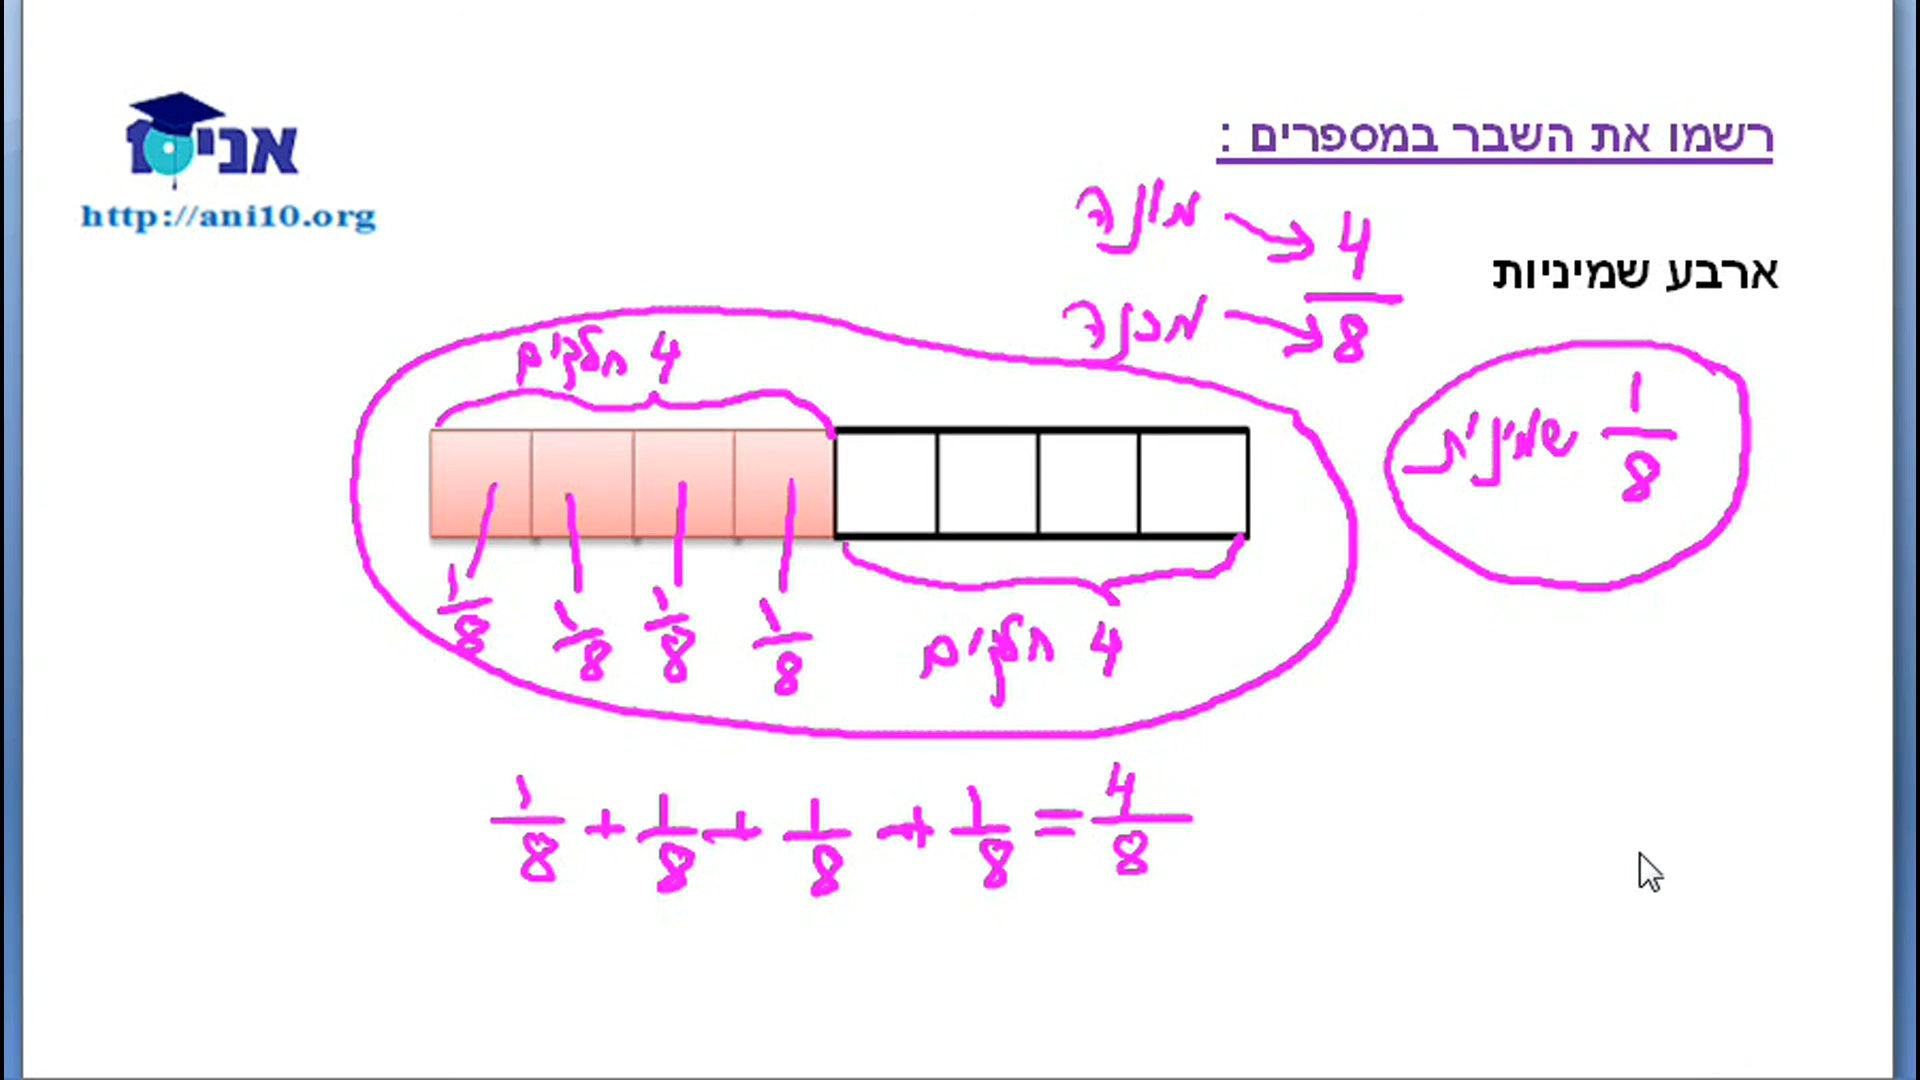 רשמו את השבר במספרים :
אני10
http://ani10.org
ארבע שמיניות
מונה → 4
מכנה → 8
1/8 שמינית
4 חלקים
1/8 1/8 1/8 1/8
4 חלקים
1/8 + 1/8 + 1/8 + 1/8 = 4/8